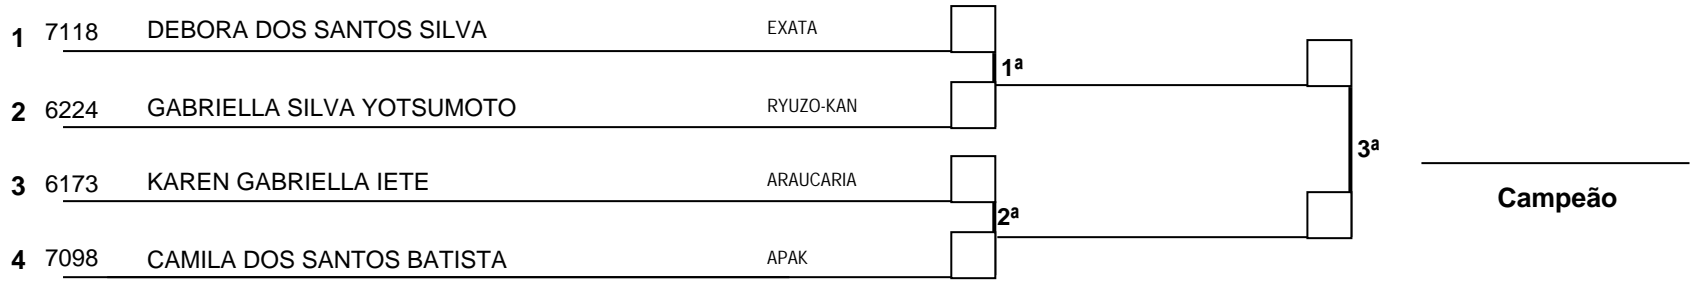 1 7118 DEBORA DOS SANTOS SILVA EXATA
1ª
2 6224 GABRIELLA SILVA YOTSUMOTO RYUZO-KAN
3ª
3 6173 KAREN GABRIELLA IETE ARAUCARIA
Campeão
2ª
4 7098 CAMILA DOS SANTOS BATISTA APAK